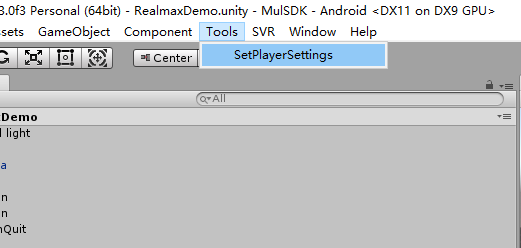 3.0f3 Personal (64bit) - RealmaxDemo.unity - MulSDK - Android <DX11 on DX9 GPU>
ssets GameObject Component Tools SVR Window Help
SetPlayerSettings
Center
All
Demo
l light
a
n
n
nQuit